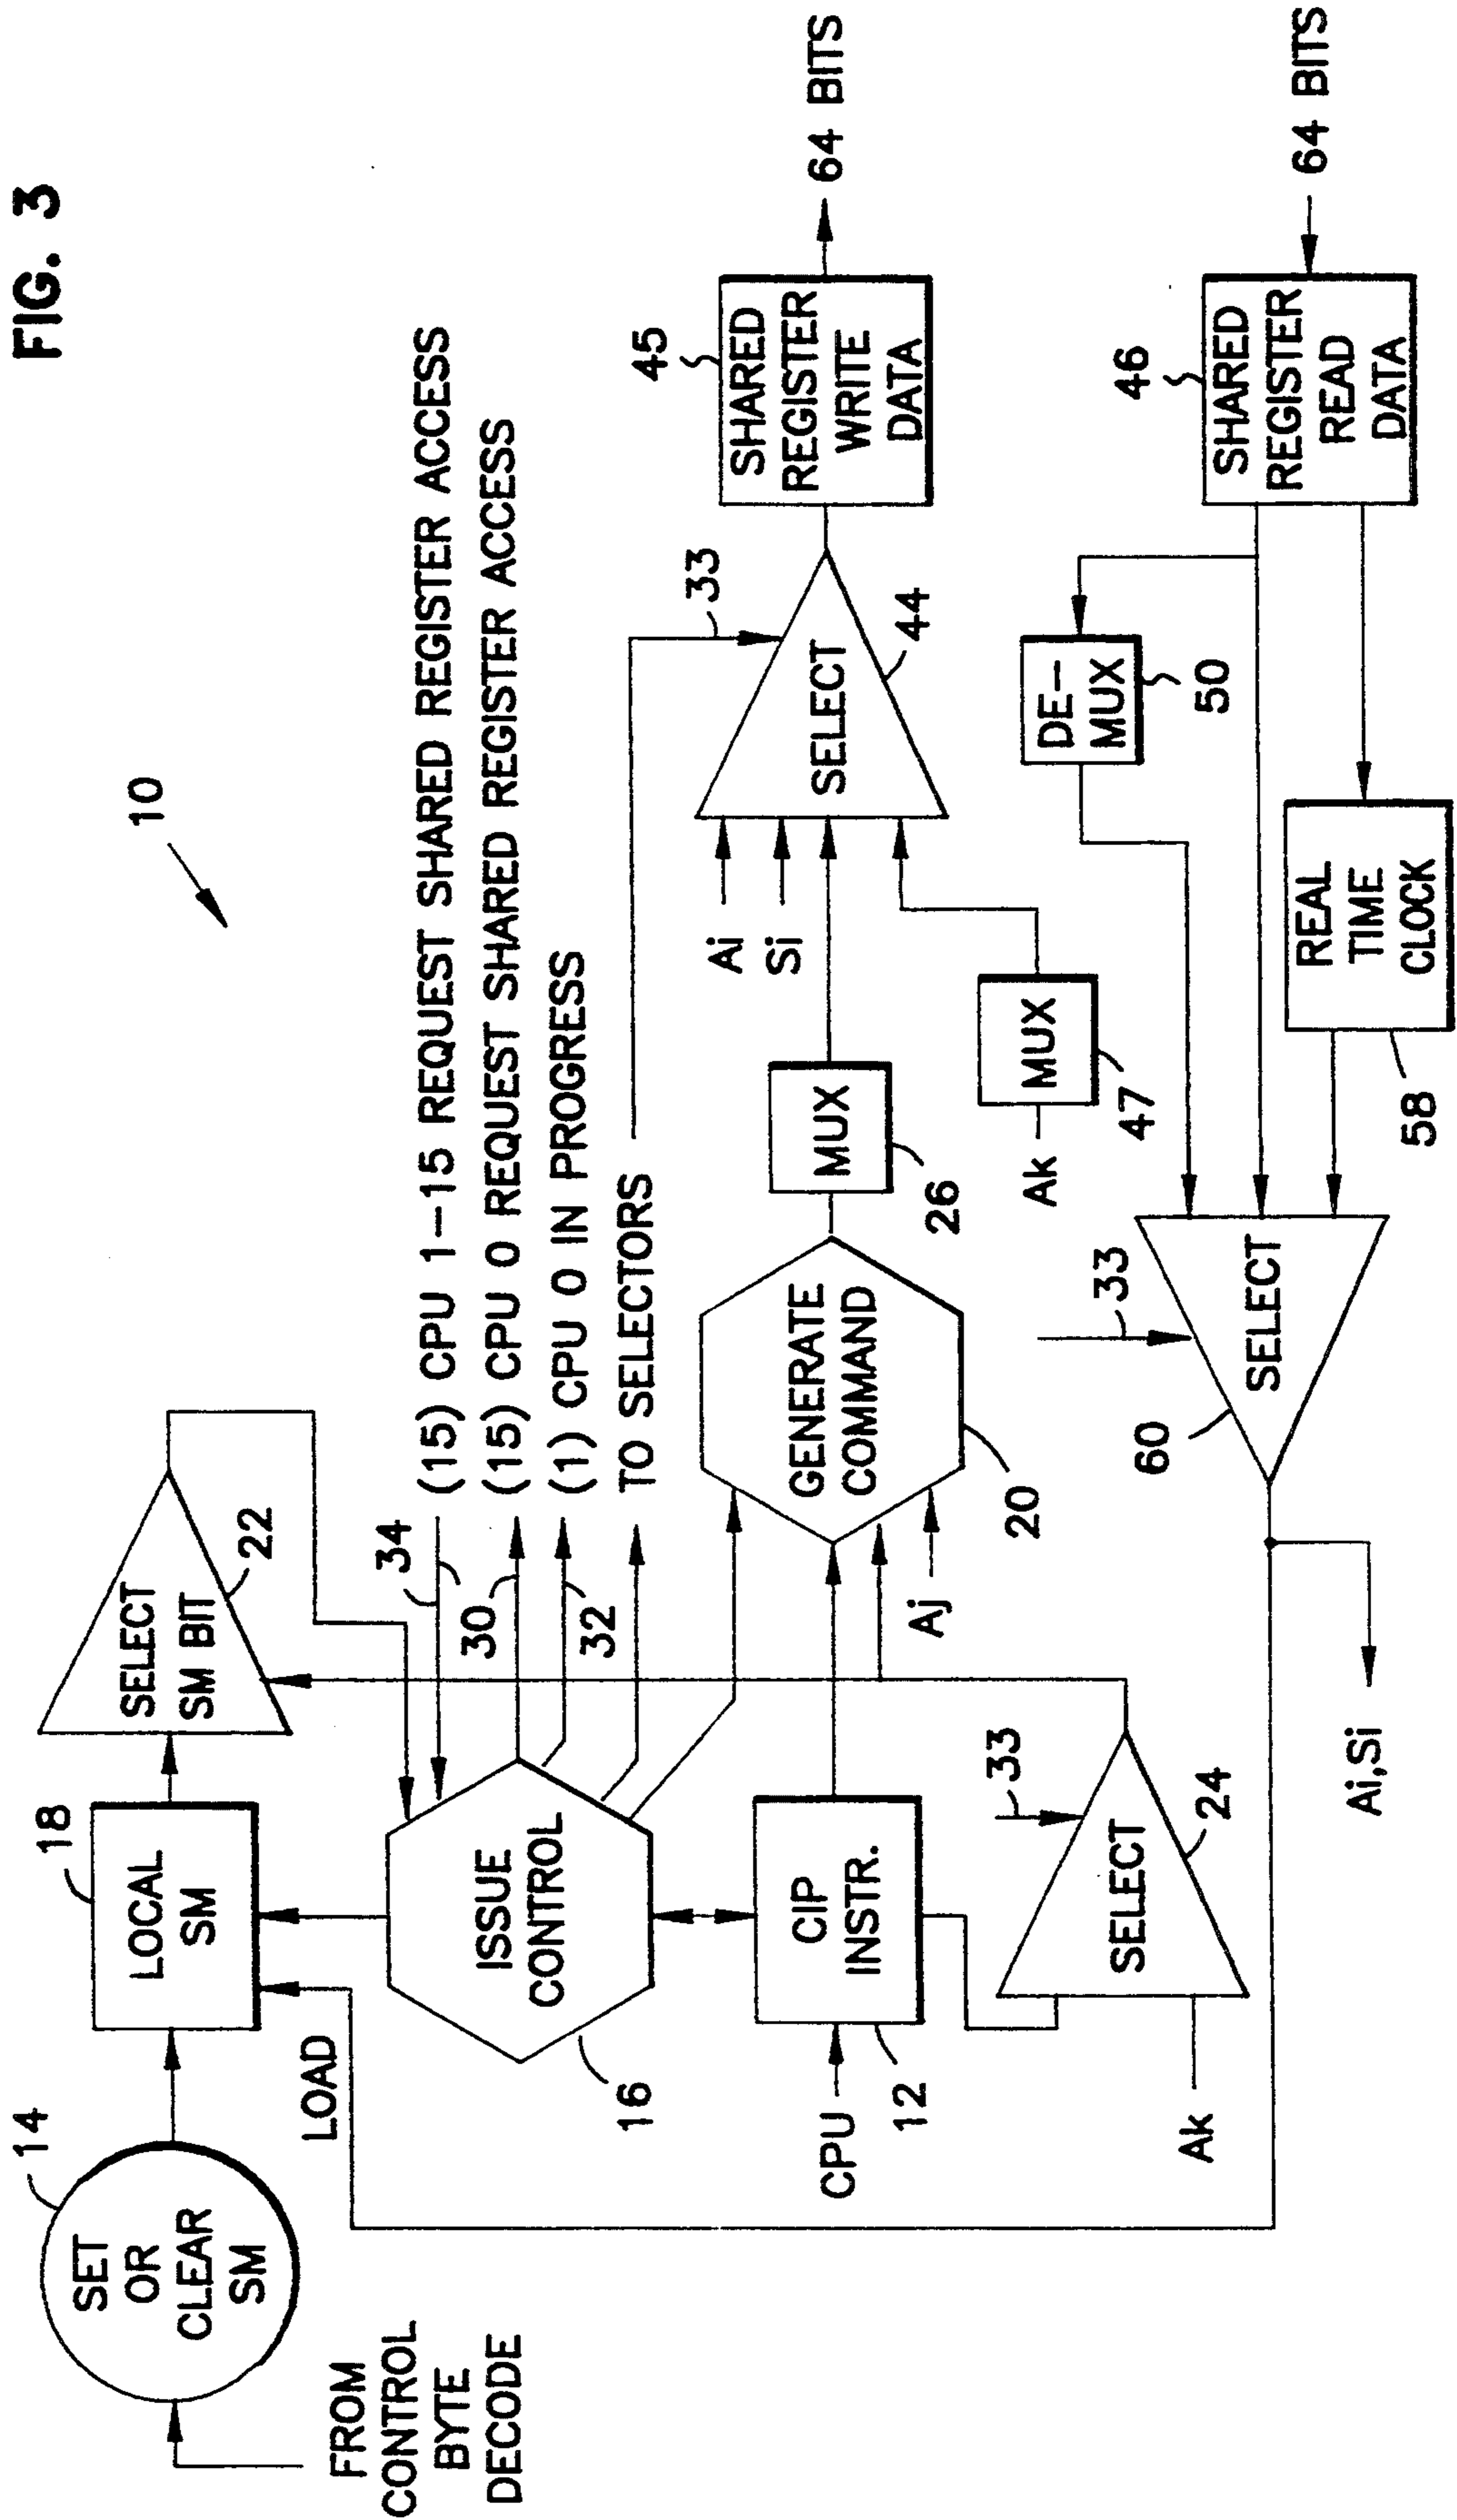 FIG. 3
10
14
SET
OR
CLEAR
SM
FROM
CONTROL
BYTE
DECODE
18
LOCAL
SM
LOAD
SELECT
SM BIT
22
34
(15) CPU 1-15 REQUEST SHARED REGISTER ACCESS
30
(15) CPU 0 REQUEST SHARED REGISTER ACCESS
32
(1) CPU 0 IN PROGRESS
TO SELECTORS
ISSUE
CONTROL
16
CPU
CIP
INSTR.
12
GENERATE
COMMAND
20
Aj
MUX
26
Ai
Si
33
SELECT
44
45
SHARED
REGISTER
WRITE
DATA
64 BITS
Ak
MUX
47
Ak
33
SELECT
24
DE-
MUX
50
46
SHARED
REGISTER
READ
DATA
64 BITS
REAL
TIME
CLOCK
58
33
60
SELECT
Ai,Si